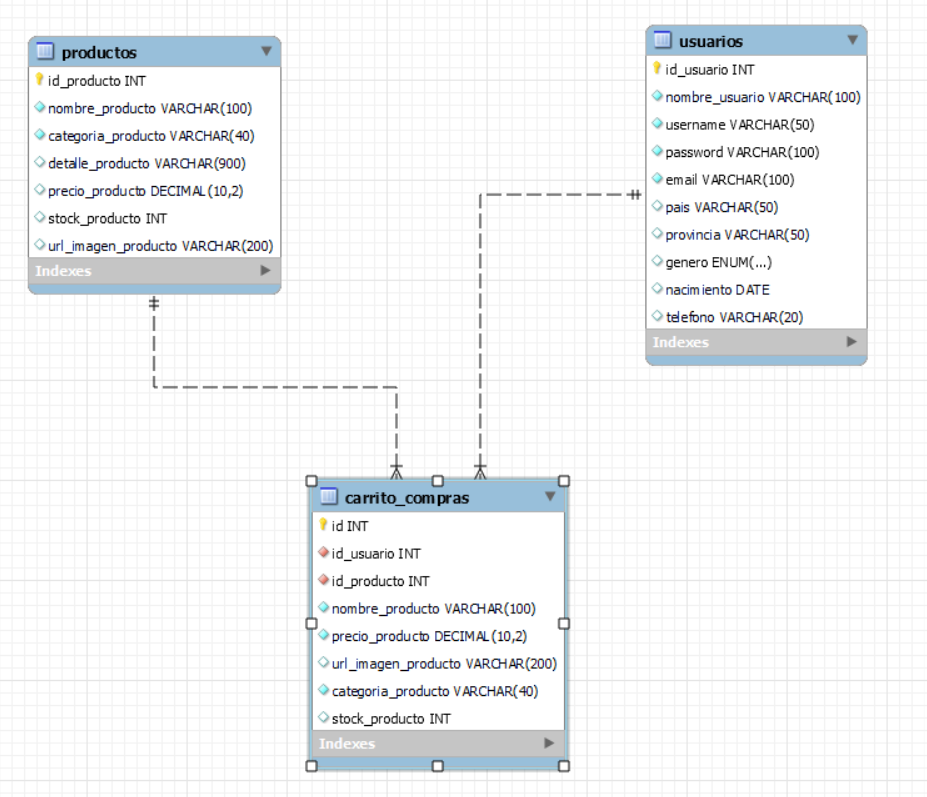 productos
id_producto INT
nombre_producto VARCHAR(100)
categoria_producto VARCHAR(40)
detalle_producto VARCHAR(900)
precio_producto DECIMAL(10,2)
stock_producto INT
url_imagen_producto VARCHAR(200)
Indexes
usuarios
id_usuario INT
nombre_usuario VARCHAR(100)
username VARCHAR(50)
password VARCHAR(100)
email VARCHAR(100)
pais VARCHAR(50)
provincia VARCHAR(50)
genero ENUM(...)
nacimiento DATE
telefono VARCHAR(20)
Indexes
carrito_compras
id INT
id_usuario INT
id_producto INT
nombre_producto VARCHAR(100)
precio_producto DECIMAL(10,2)
url_imagen_producto VARCHAR(200)
categoria_producto VARCHAR(40)
stock_producto INT
Indexes